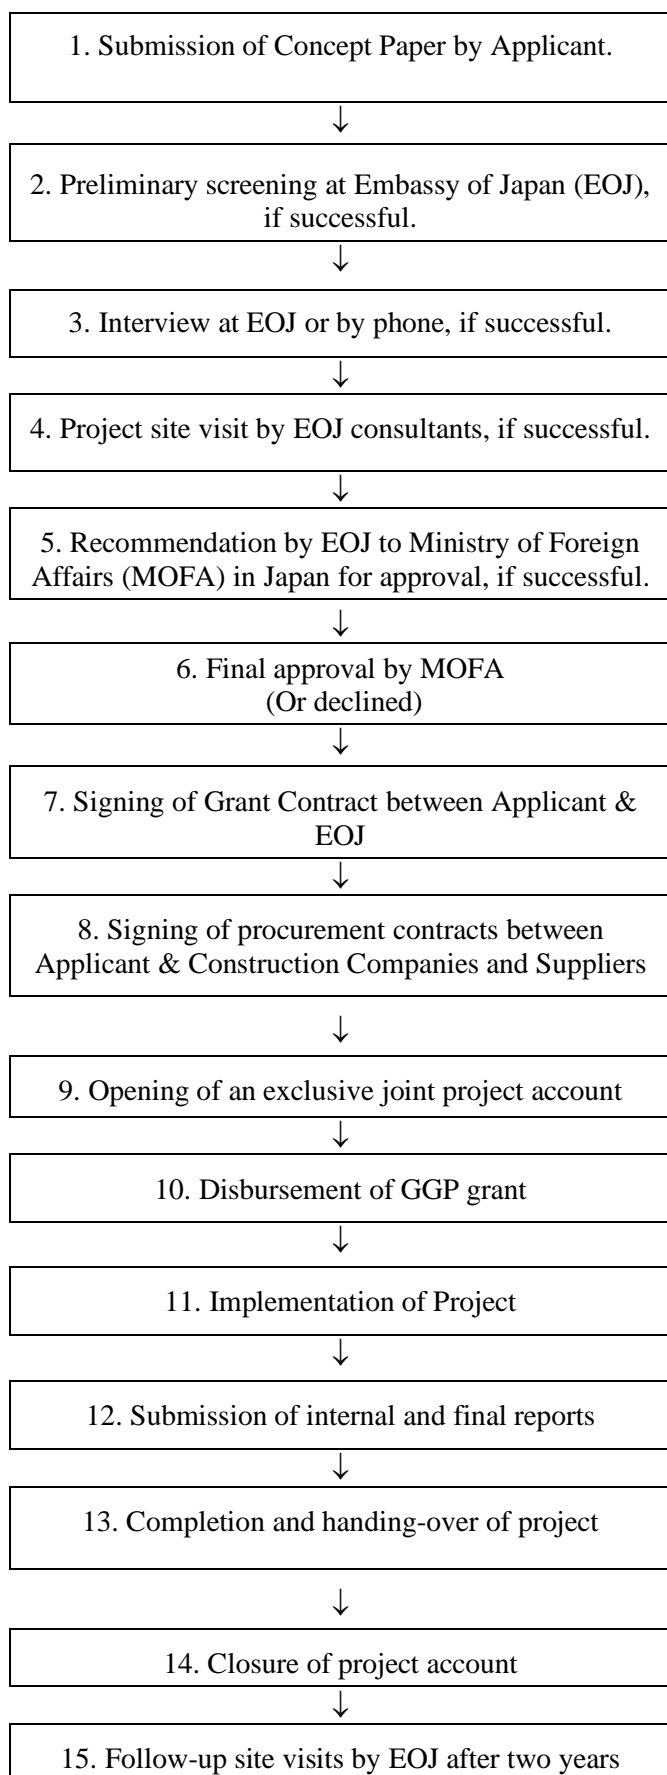 1. Submission of Concept Paper by Applicant.
↓
2. Preliminary screening at Embassy of Japan (EOJ),
if successful.
↓
3. Interview at EOJ or by phone, if successful.
↓
4. Project site visit by EOJ consultants, if successful.
↓
5. Recommendation by EOJ to Ministry of Foreign
Affairs (MOFA) in Japan for approval, if successful.
↓
6. Final approval by MOFA
(Or declined)
↓
7. Signing of Grant Contract between Applicant &
EOJ
↓
8. Signing of procurement contracts between
Applicant & Construction Companies and Suppliers
↓
9. Opening of an exclusive joint project account
↓
10. Disbursement of GGP grant
↓
11. Implementation of Project
↓
12. Submission of internal and final reports
↓
13. Completion and handing-over of project
↓
14. Closure of project account
↓
15. Follow-up site visits by EOJ after two years